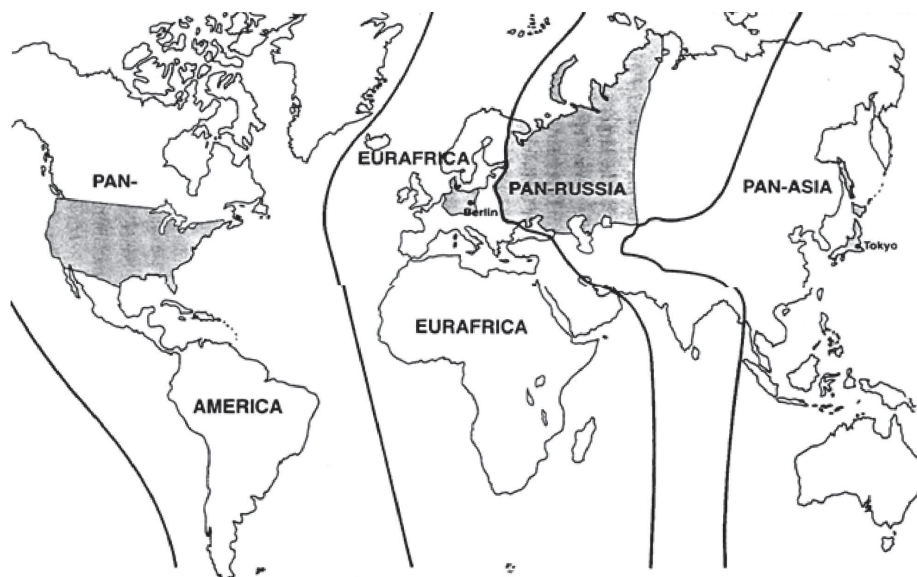 EURAFRICA
PAN-
PAN-RUSSIA
PAN-ASIA
Berlin
Tokyo
EURAFRICA
AMERICA